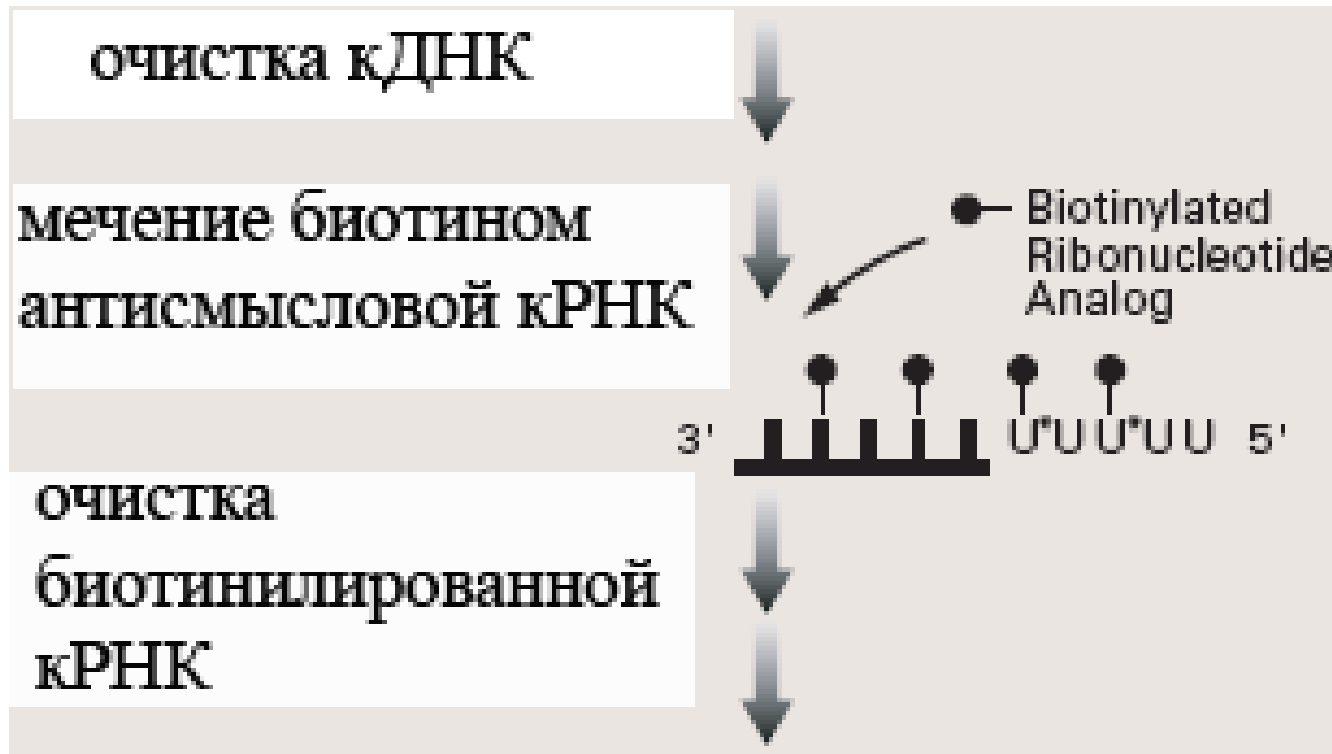 очистка кДНК
мечение биотином
антисмысловой кРНК
Biotinylated
Ribonucleotide
Analog
3' U*U U*U U 5'
очистка
биотинилированной
кРНК